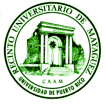 RECINTO UNIVERSITARIO DE MAYAGÜEZ
CAAM
UNIVERSIDAD DE PUERTO RICO